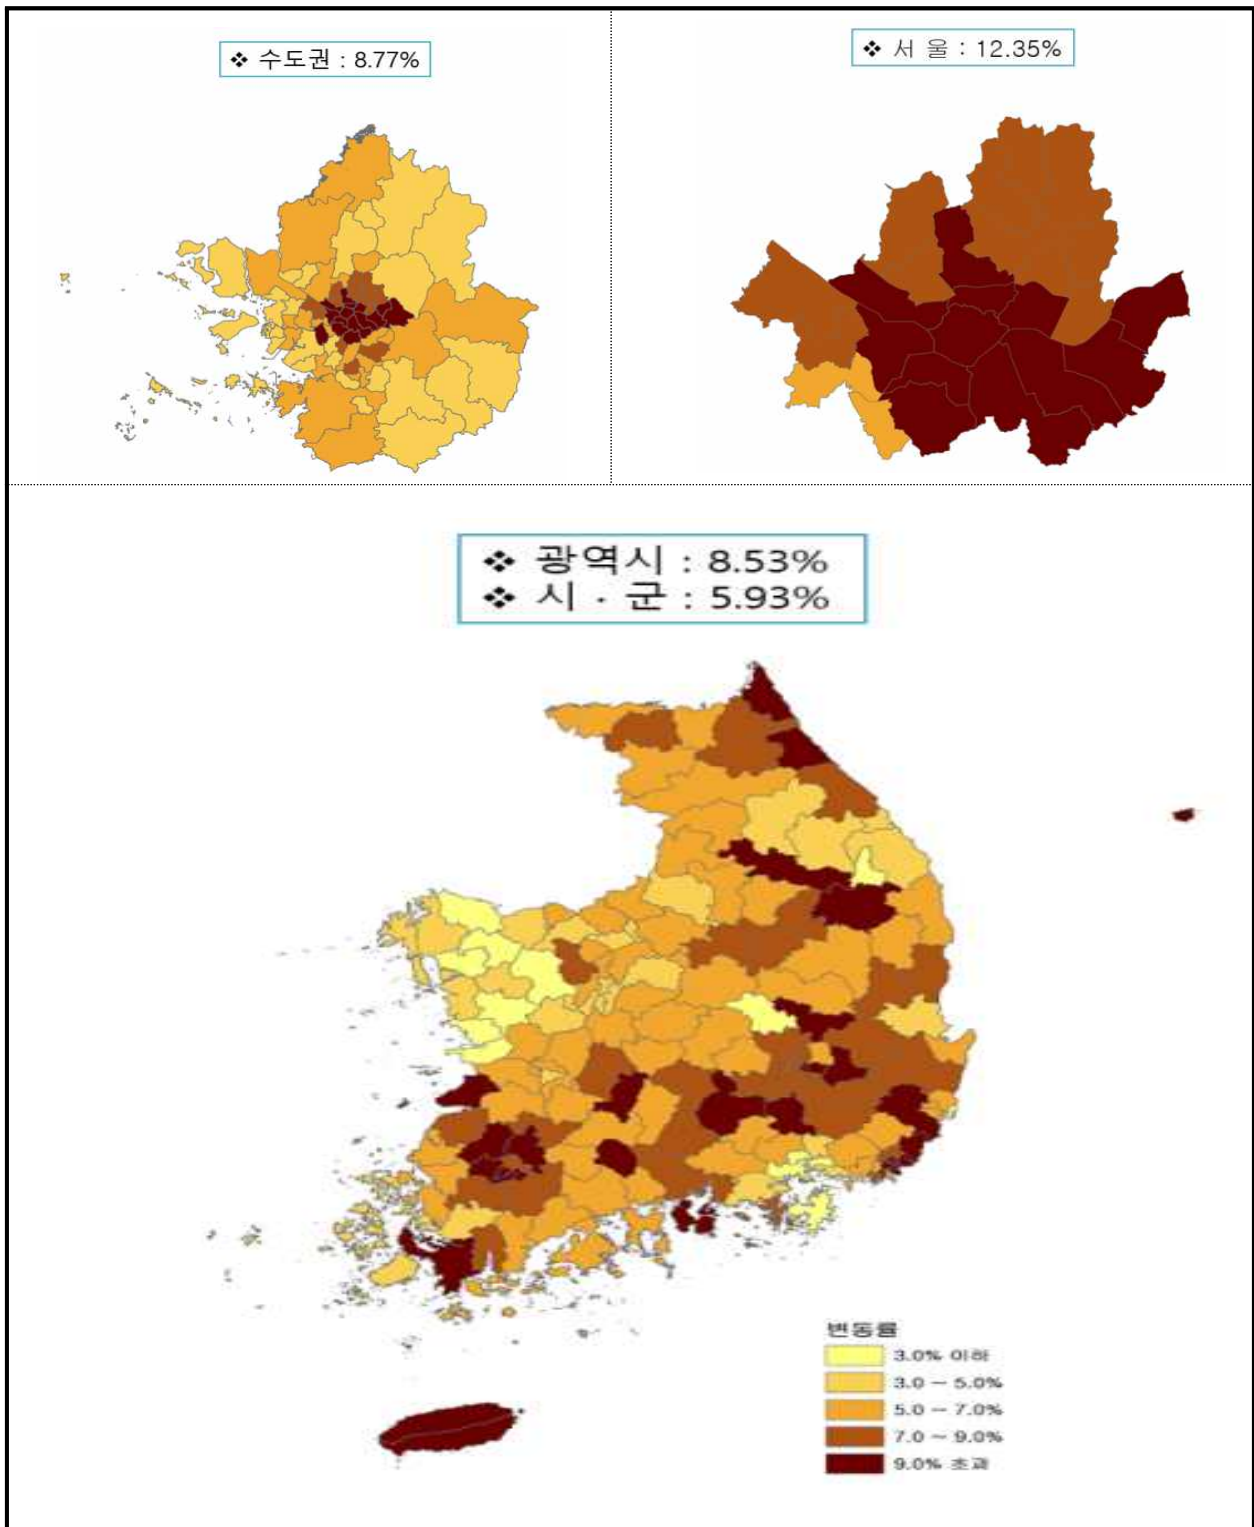 ❖ 수도권 : 8.77%
❖ 서 울 : 12.35%
❖ 광역시 : 8.53%
❖ 시 · 군 : 5.93%
변동률
3.0% 이하
3.0 ~ 5.0%
5.0 ~ 7.0%
7.0 ~ 9.0%
9.0% 초과